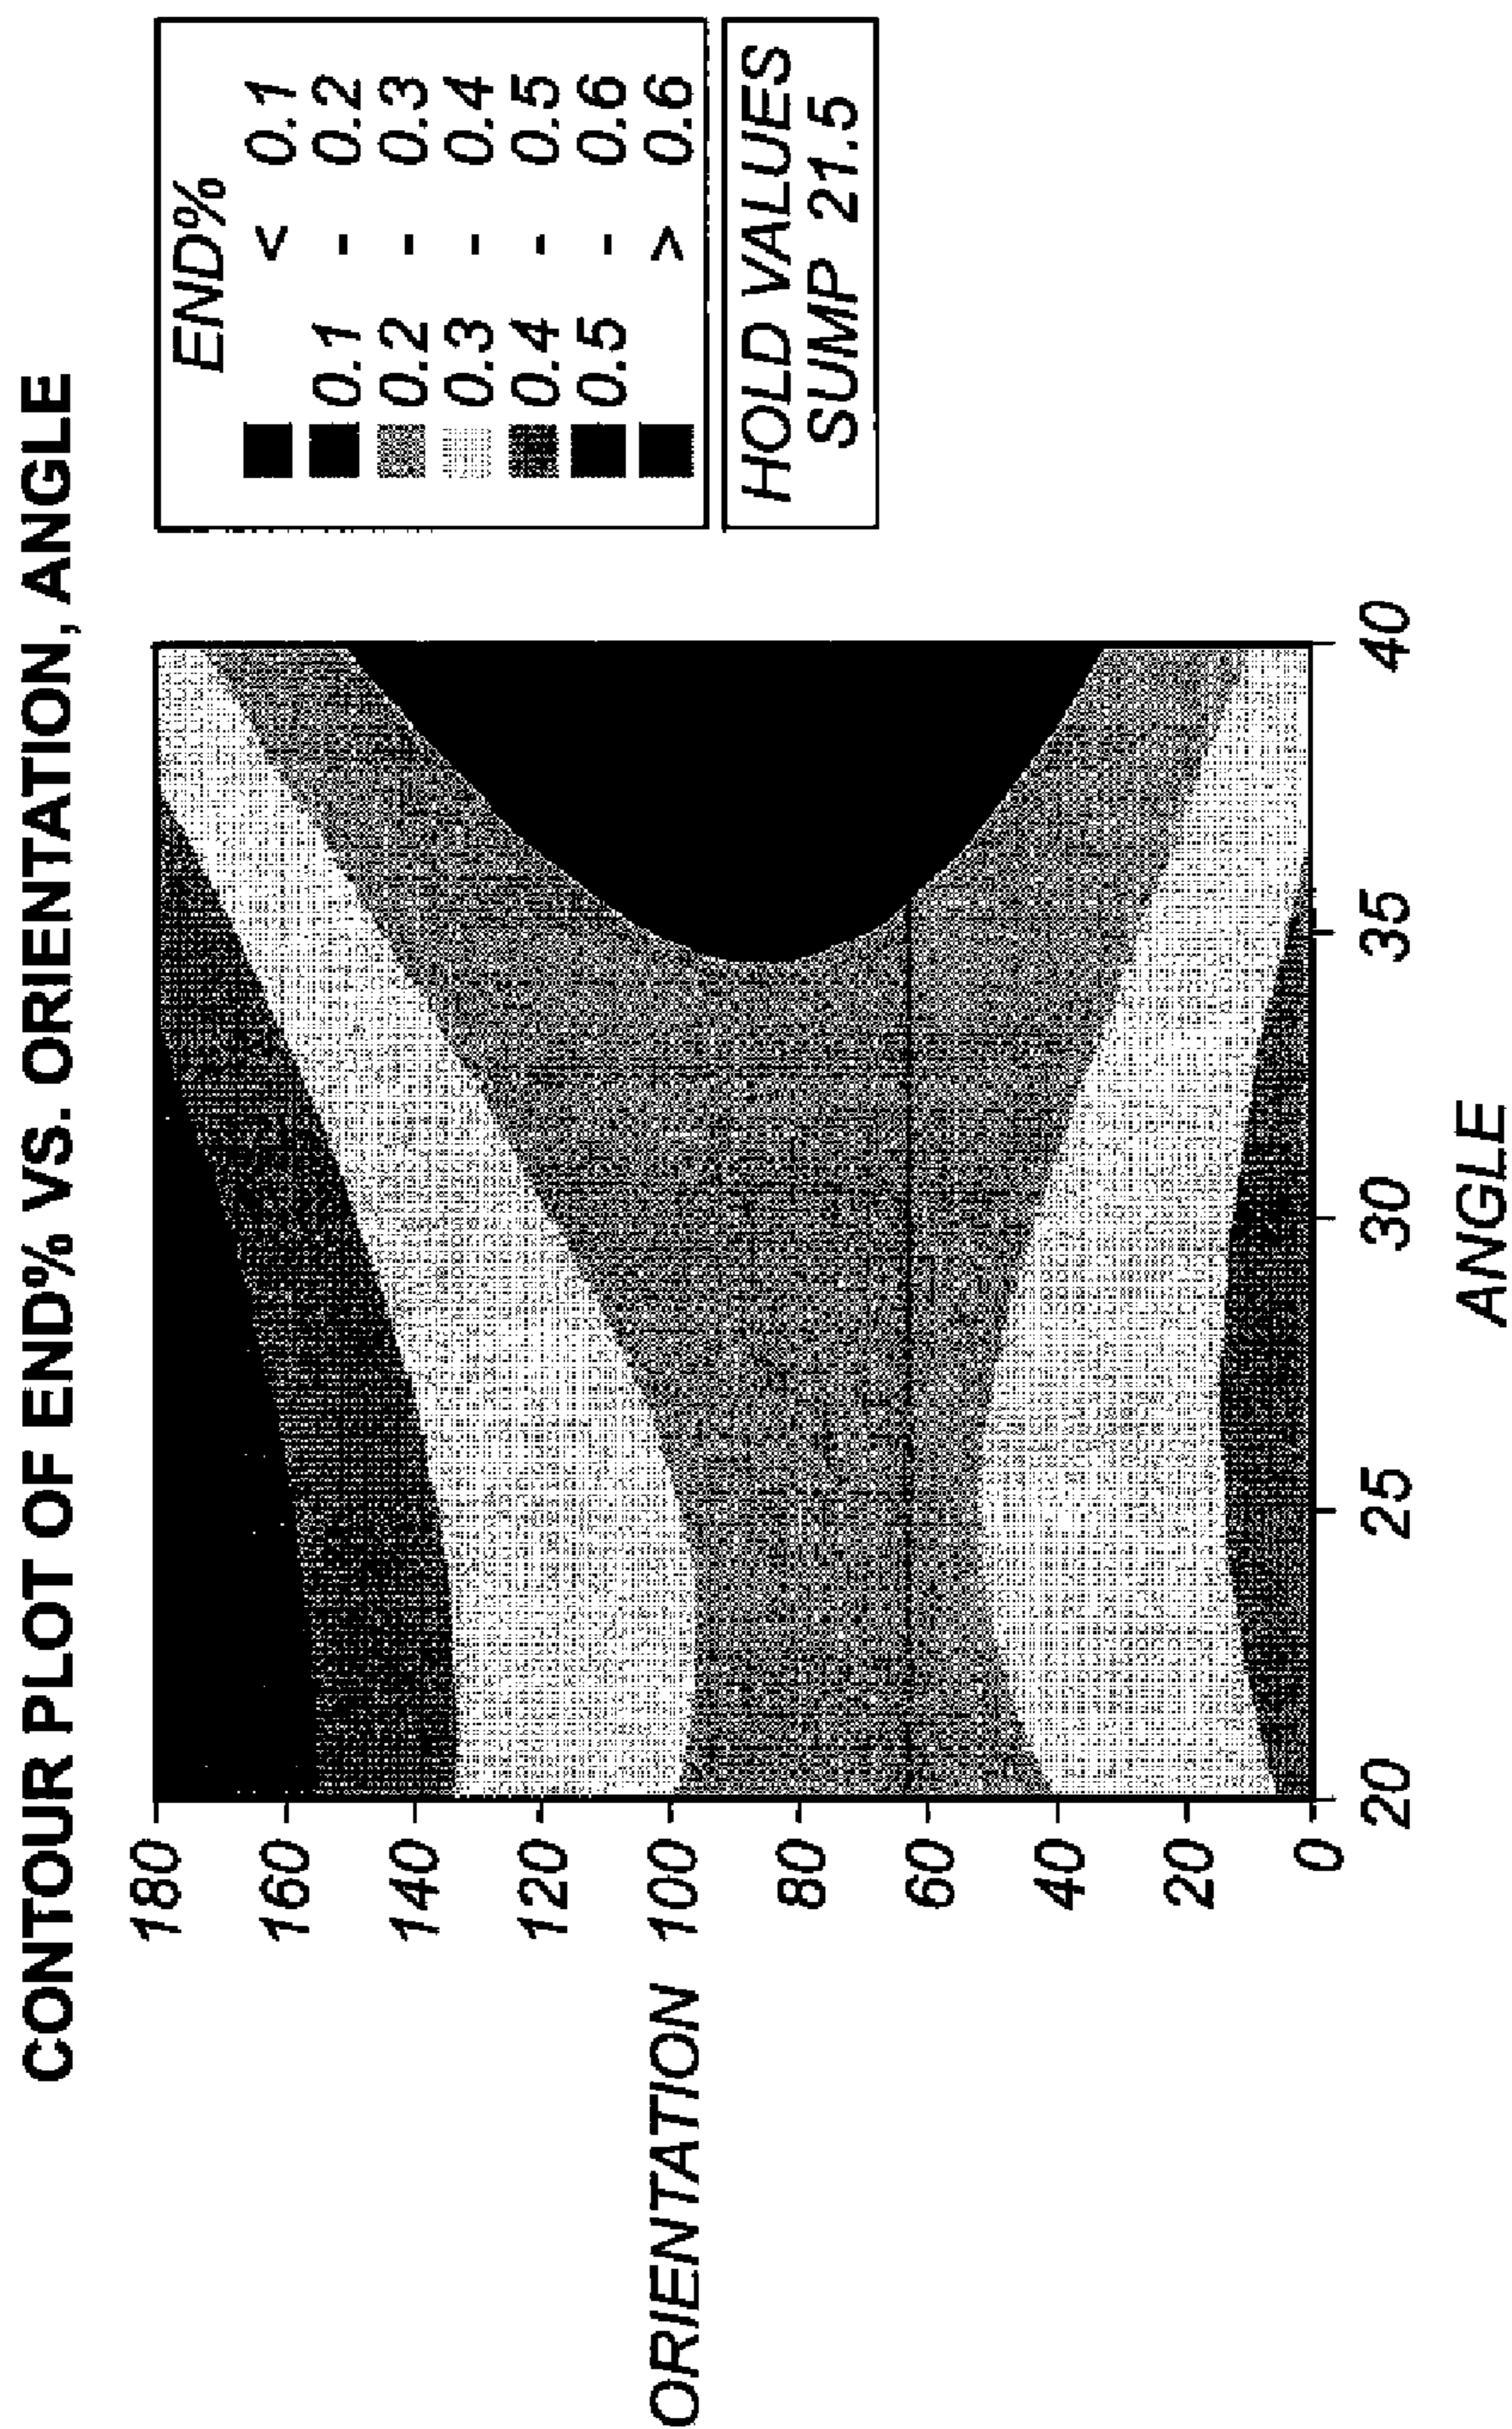 CONTOUR PLOT OF END% VS. ORIENTATION, ANGLE
END%
< 0.1
0.1 - 0.2
0.2 - 0.3
0.3 - 0.4
0.4 - 0.5
0.5 - 0.6
> 0.6
HOLD VALUES
SUMP 21.5
180
160
140
120
ORIENTATION 100
80
60
40
20
0
20 25 30 35 40
ANGLE